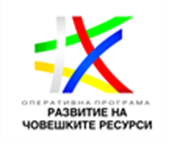 ОПЕРАТИВНА ПРОГРАМА
РАЗВИТИЕ НА
ЧОВЕШКИТЕ РЕСУРСИ